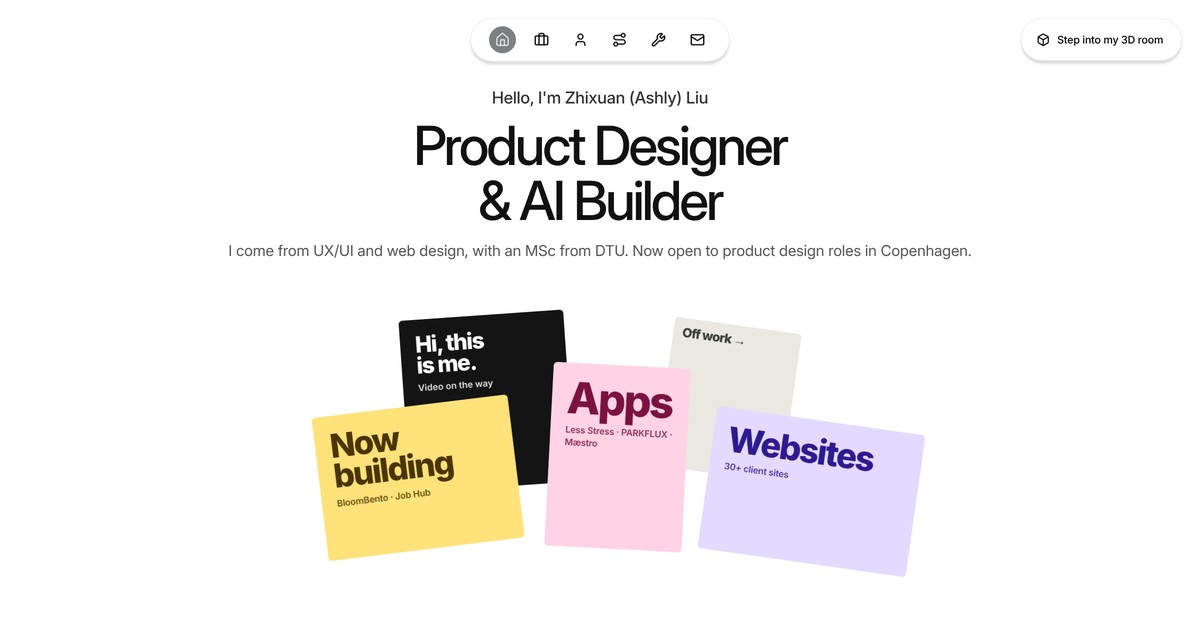 Step into my 3D room
Hello, I'm Zhixuan (Ashly) Liu
Product Designer
& AI Builder
I come from UX/UI and web design, with an MSc from DTU. Now open to product design roles in Copenhagen.
Hi, this
is me.
Video on the way
Off work →
Now
building
BloomBento · Job Hub
Apps
Less Stress · PARKFLUX ·
Mæstro
Websites
30+ client sites